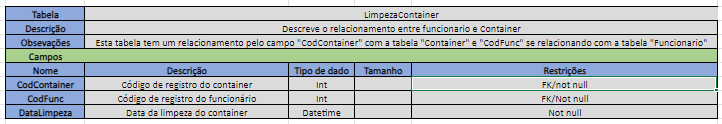 Tabela LimpezaContainer
Descrição Descreve o relacionamento entre funcionario e Container
Obsevações Esta tabela tem um relacionamento pelo campo "CodContainer" com a tabela "Container" e "CodFunc" se relacionando com a tabela "Funcionario"
Campos
Nome Descrição Tipo de dado Tamanho Restrições
CodContainer Código de registro do container Int FK/not null
CodFunc Código de registro do funcionário Int FK/Not null
DataLimpeza Data da limpeza do container Datetime Not null